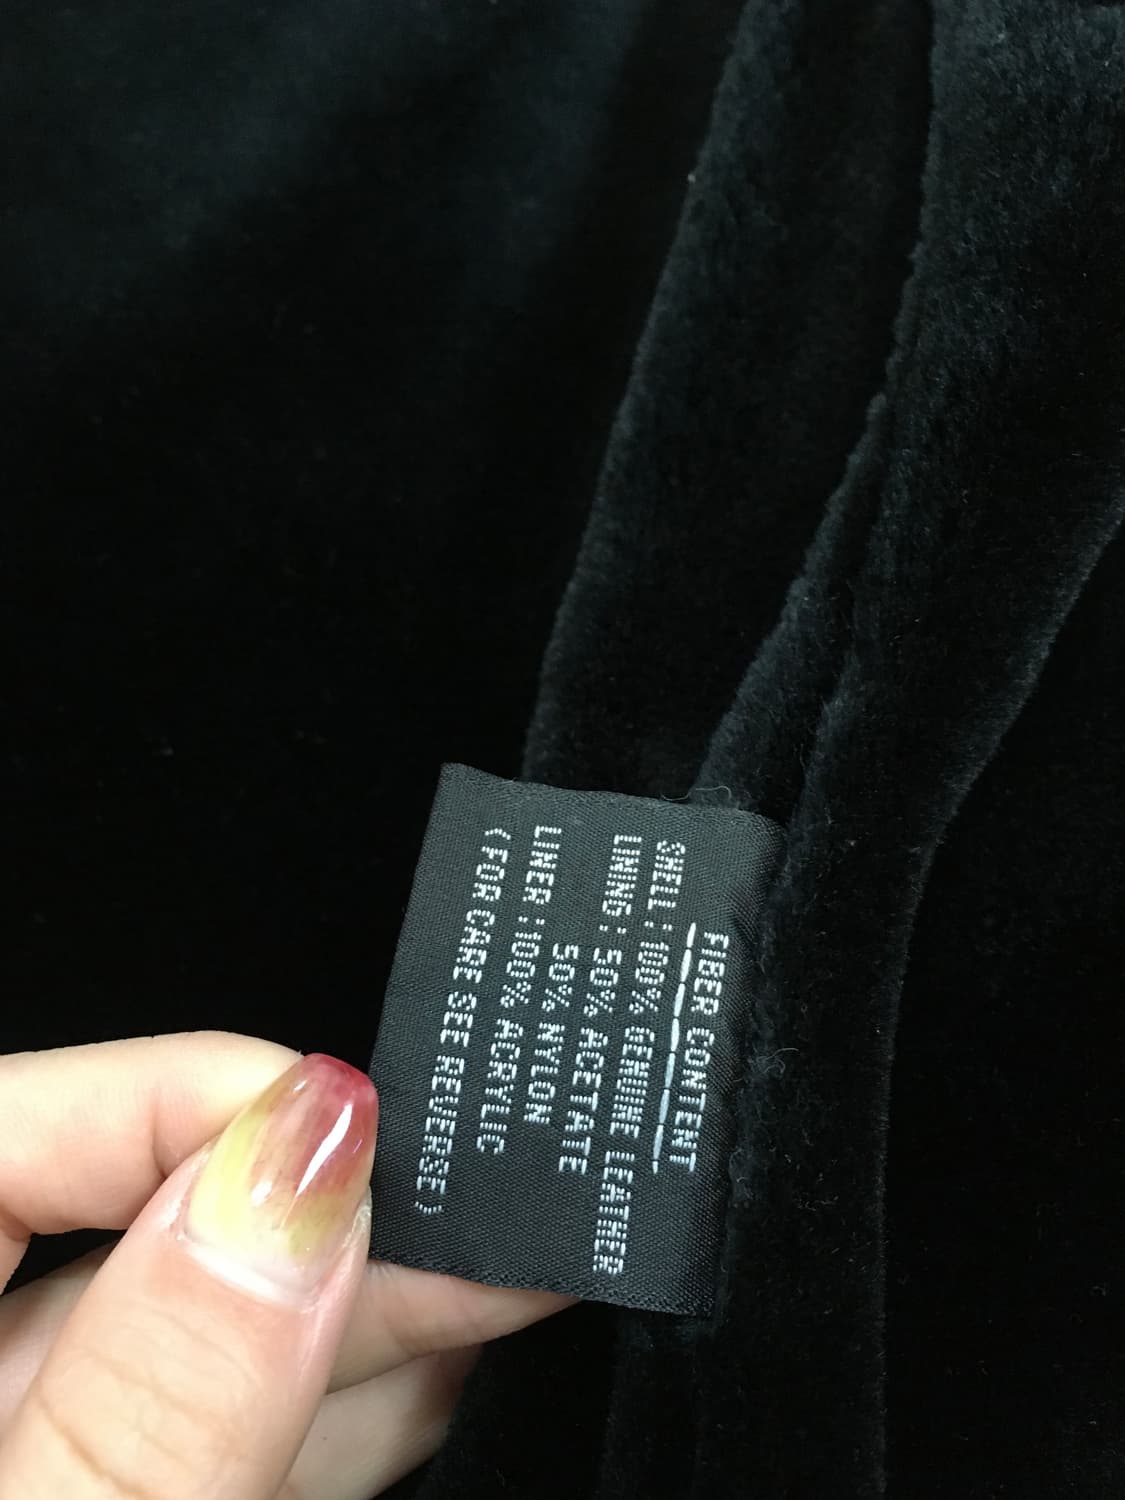 FIBER CONTENT
SHELL : 100% GENUINE LEATHER
LINING : 50% ACETATE
50% NYLON
LINER : 100% ACRYLIC
(FOR CARE SEE REVERSE)